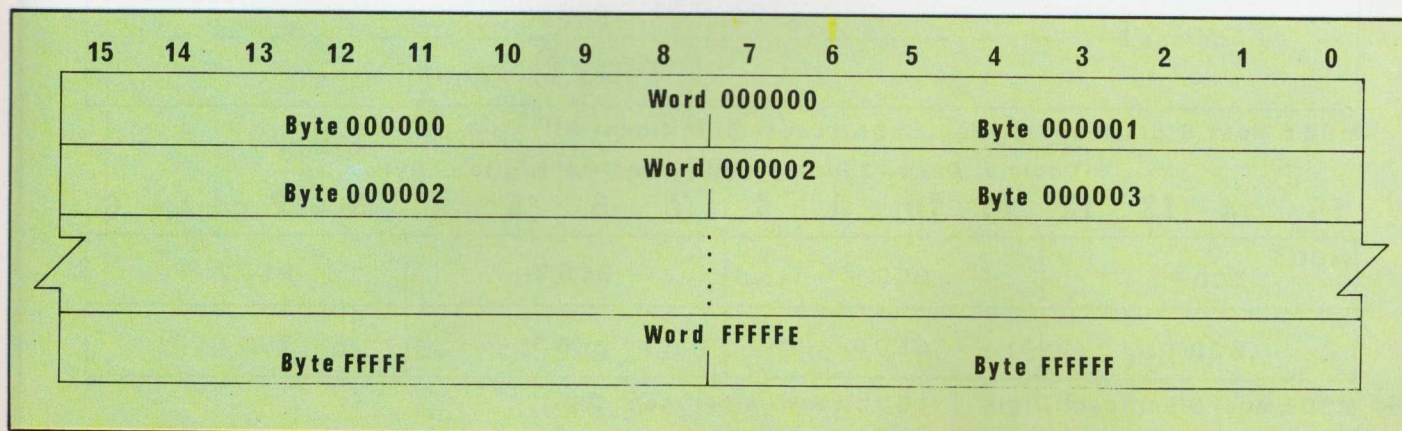 15 14 13 12 11 10 9 8 7 6 5 4 3 2 1 0
Word 000000
Byte 000000 Byte 000001
Word 000002
Byte 000002 Byte 000003
Word FFFFFE
Byte FFFFF Byte FFFFFF